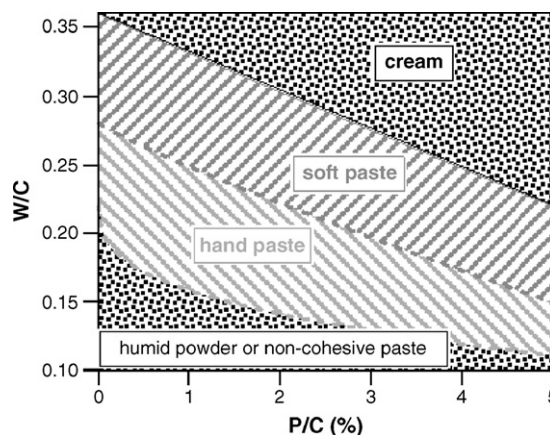 0.35
0.30
0.25
0.20
0.15
0.10
W/C
cream
soft paste
hand paste
humid powder or non-cohesive paste
0 1 2 3 4 5
P/C (%)